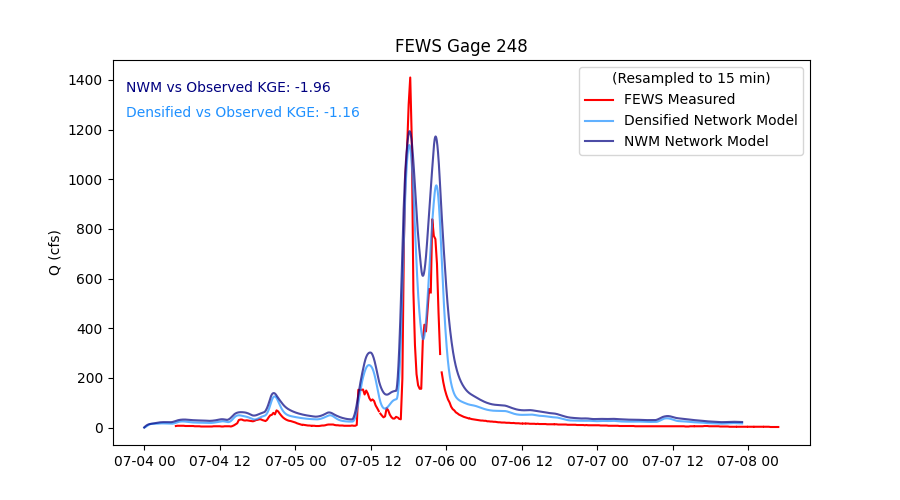 FEWS Gage 248
NWM vs Observed KGE: -1.96
Densified vs Observed KGE: -1.16
(Resampled to 15 min)
FEWS Measured
Densified Network Model
NWM Network Model
Q (cfs)
1400
1200
1000
800
600
400
200
0
07-04 00 07-04 12 07-05 00 07-05 12 07-06 00 07-06 12 07-07 00 07-07 12 07-08 00